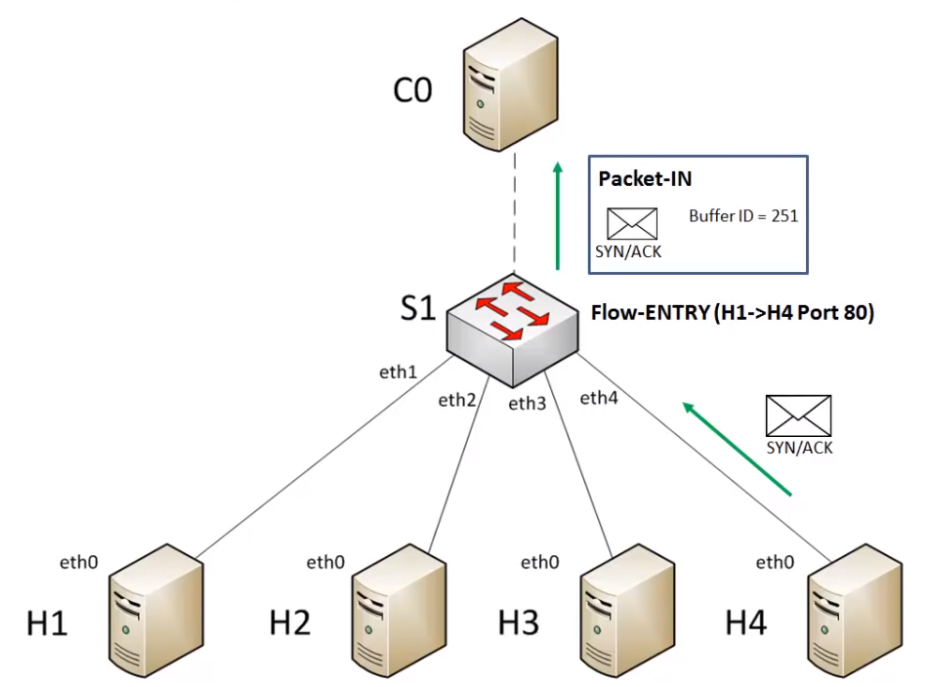 C0
Packet-IN
Buffer ID = 251
SYN/ACK
S1
Flow-ENTRY (H1->H4 Port 80)
eth1
eth2
eth3
eth4
SYN/ACK
eth0
eth0
eth0
eth0
H1
H2
H3
H4